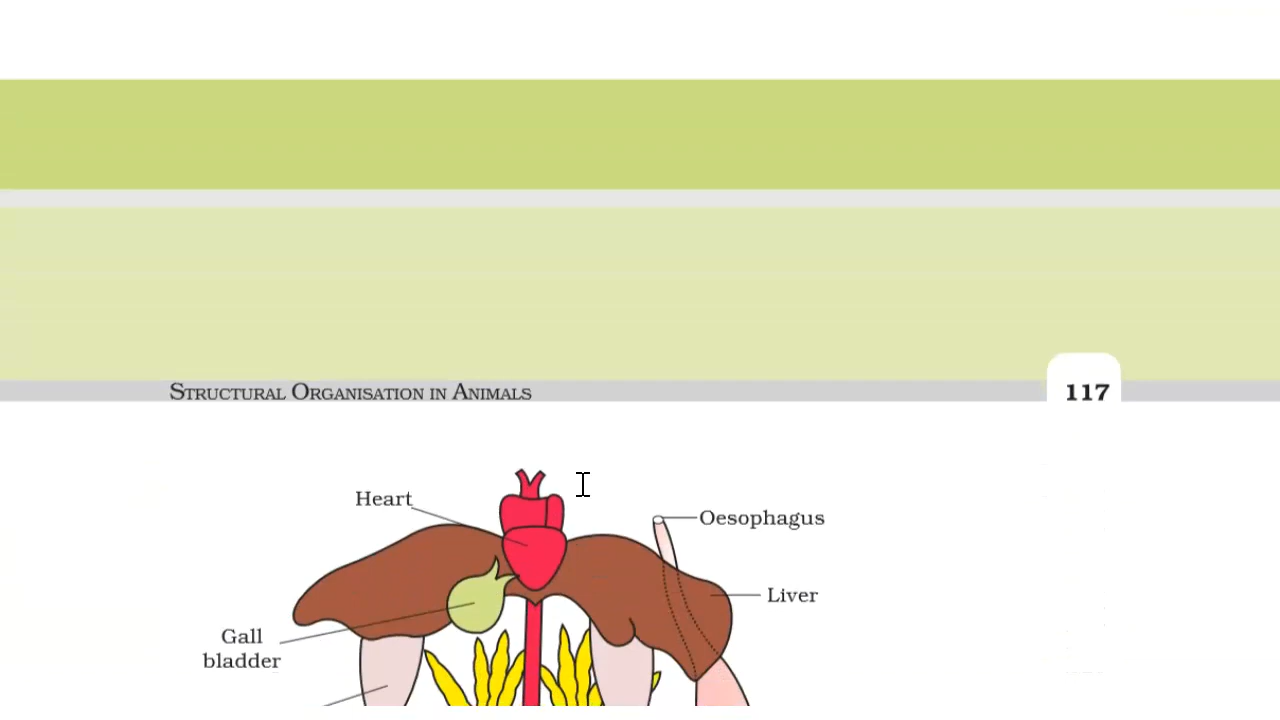 STRUCTURAL ORGANISATION IN ANIMALS
117
Heart
Oesophagus
Liver
Gall
bladder